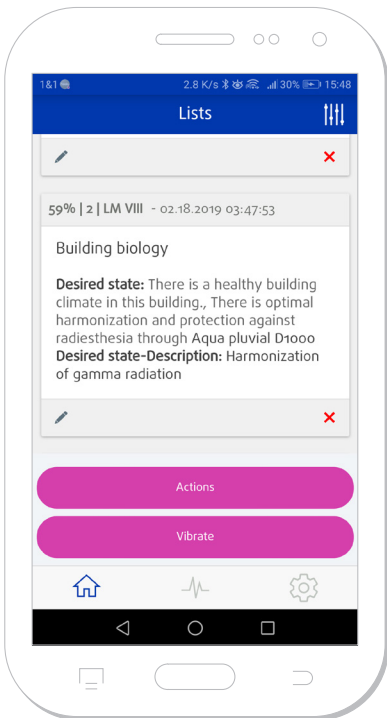 1&1 2.8 K/s 30% 15:48
Lists
59% | 2 | LM VIII - 02.18.2019 03:47:53
Building biology
Desired state: There is a healthy building
climate in this building., There is optimal
harmonization and protection against
radiesthesia through Aqua pluvial D1000
Desired state-Description: Harmonization
of gamma radiation
Actions
Vibrate